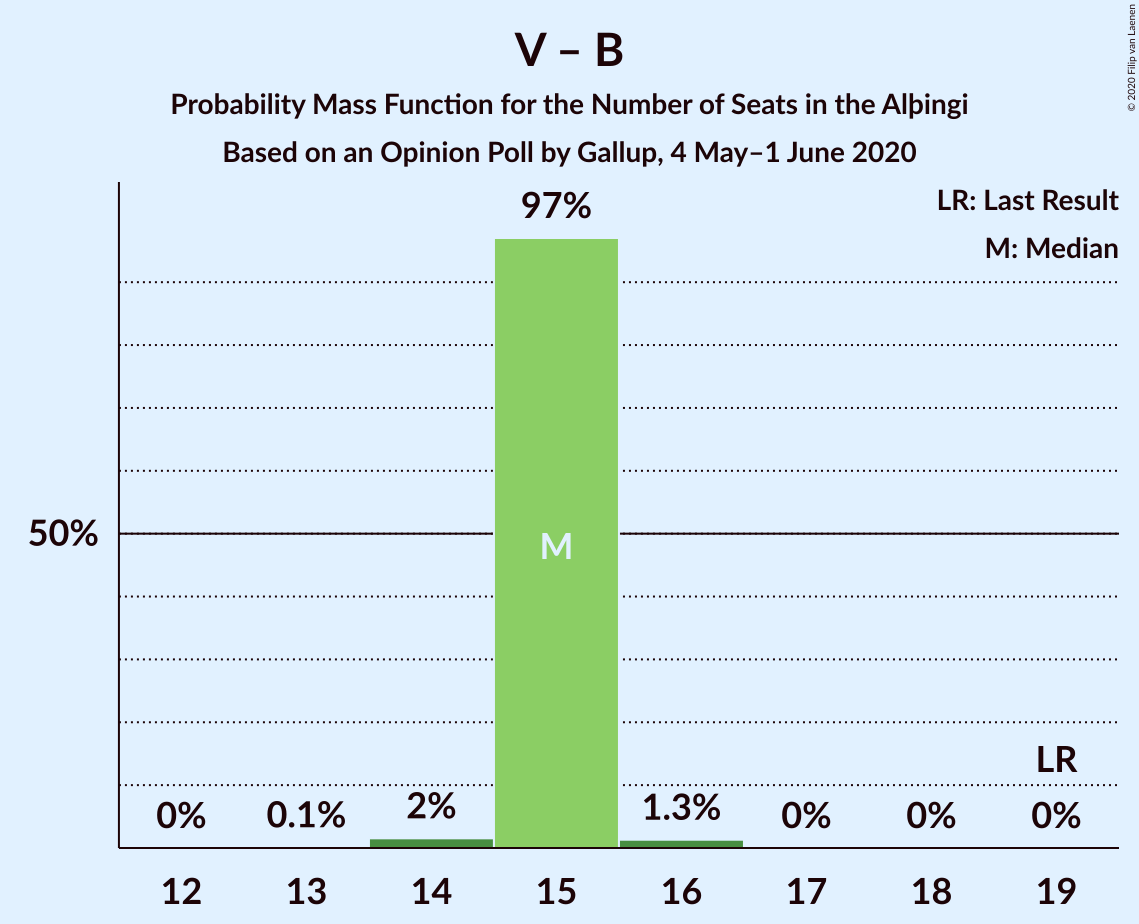 V – B
Probability Mass Function for the Number of Seats in the Alþingi
Based on an Opinion Poll by Gallup, 4 May–1 June 2020
© 2020 Filip van Laenen
LR: Last Result
M: Median
97%
50%
M
LR
0% 0.1% 2% 1.3% 0% 0% 0%
12 13 14 15 16 17 18 19